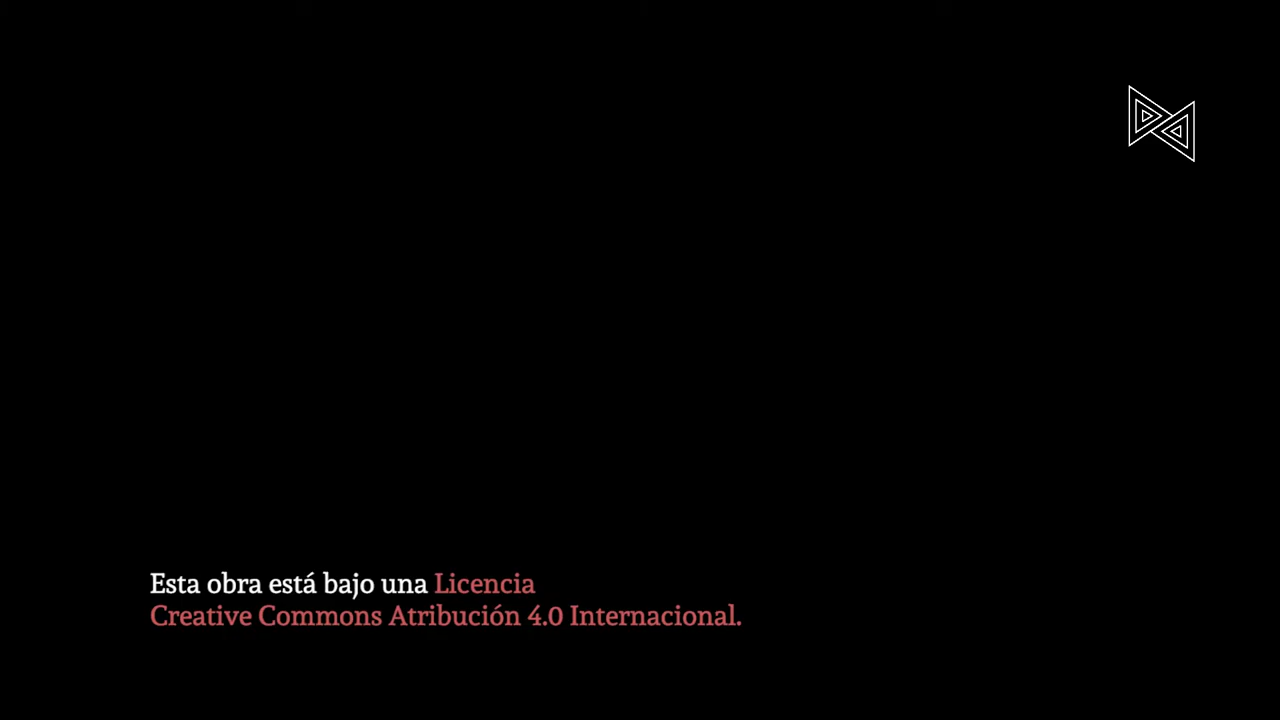 Esta obra está bajo una Licencia
Creative Commons Atribución 4.0 Internacional.